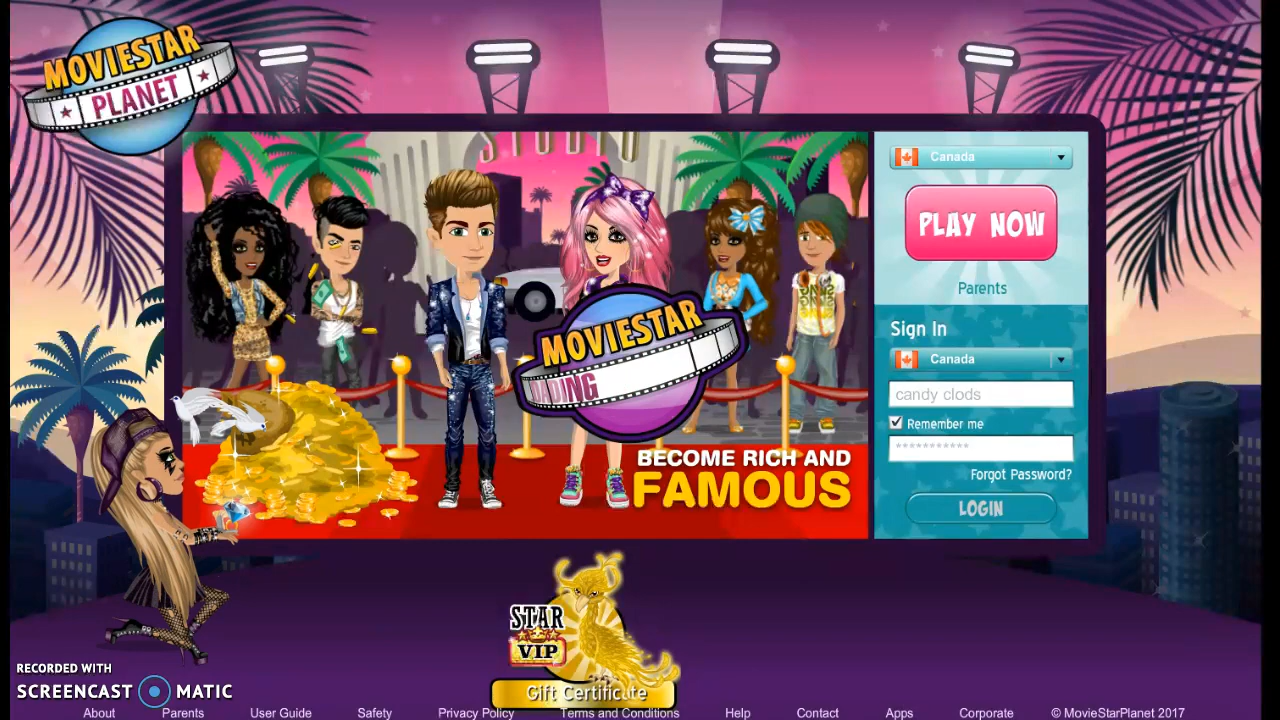 MOVIESTAR
PLANET
STUDIO
Canada
PLAY NOW
Parents
Sign In
Canada
candy clods
Remember me
***********
Forgot Password?
LOGIN
MOVIESTAR
DING
BECOME RICH AND
FAMOUS
STAR
VIP
Gift Certificate
RECORDED WITH
SCREENCAST MATIC
About Parents User Guide Safety Privacy Policy Terms and Conditions Help Contact Apps Corporate © MovieStarPlanet 2017